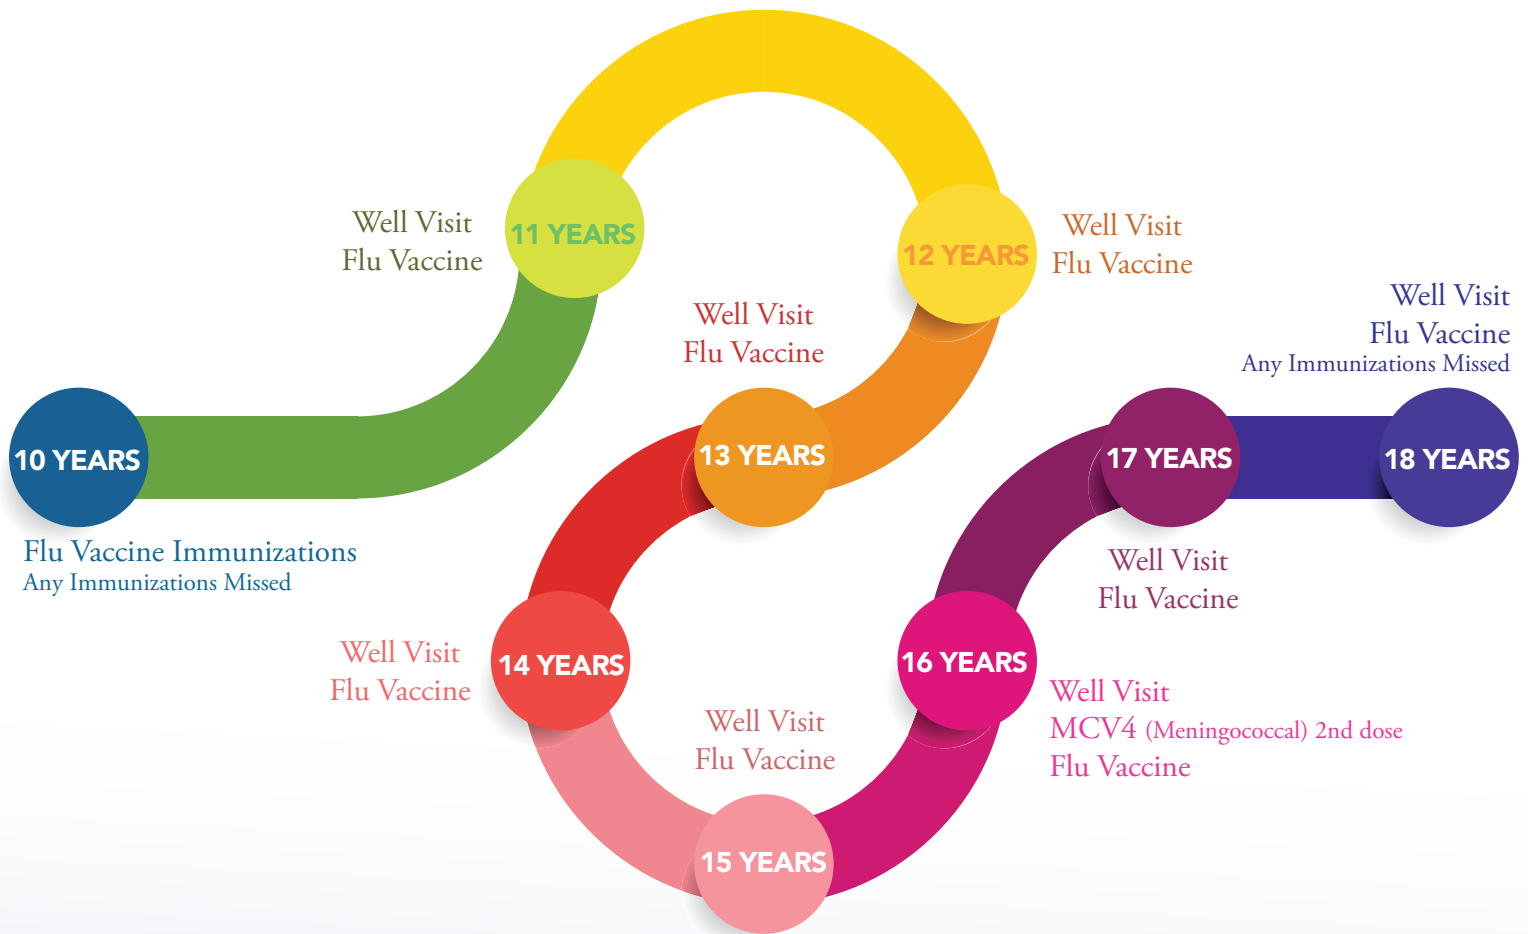 10 YEARS
Flu Vaccine Immunizations
Any Immunizations Missed
11 YEARS
Well Visit
Flu Vaccine
12 YEARS
Well Visit
Flu Vaccine
13 YEARS
Well Visit
Flu Vaccine
14 YEARS
Well Visit
Flu Vaccine
15 YEARS
Well Visit
Flu Vaccine
16 YEARS
Well Visit
MCV4 (Meningococcal) 2nd dose
Flu Vaccine
17 YEARS
Well Visit
Flu Vaccine
18 YEARS
Well Visit
Flu Vaccine
Any Immunizations Missed